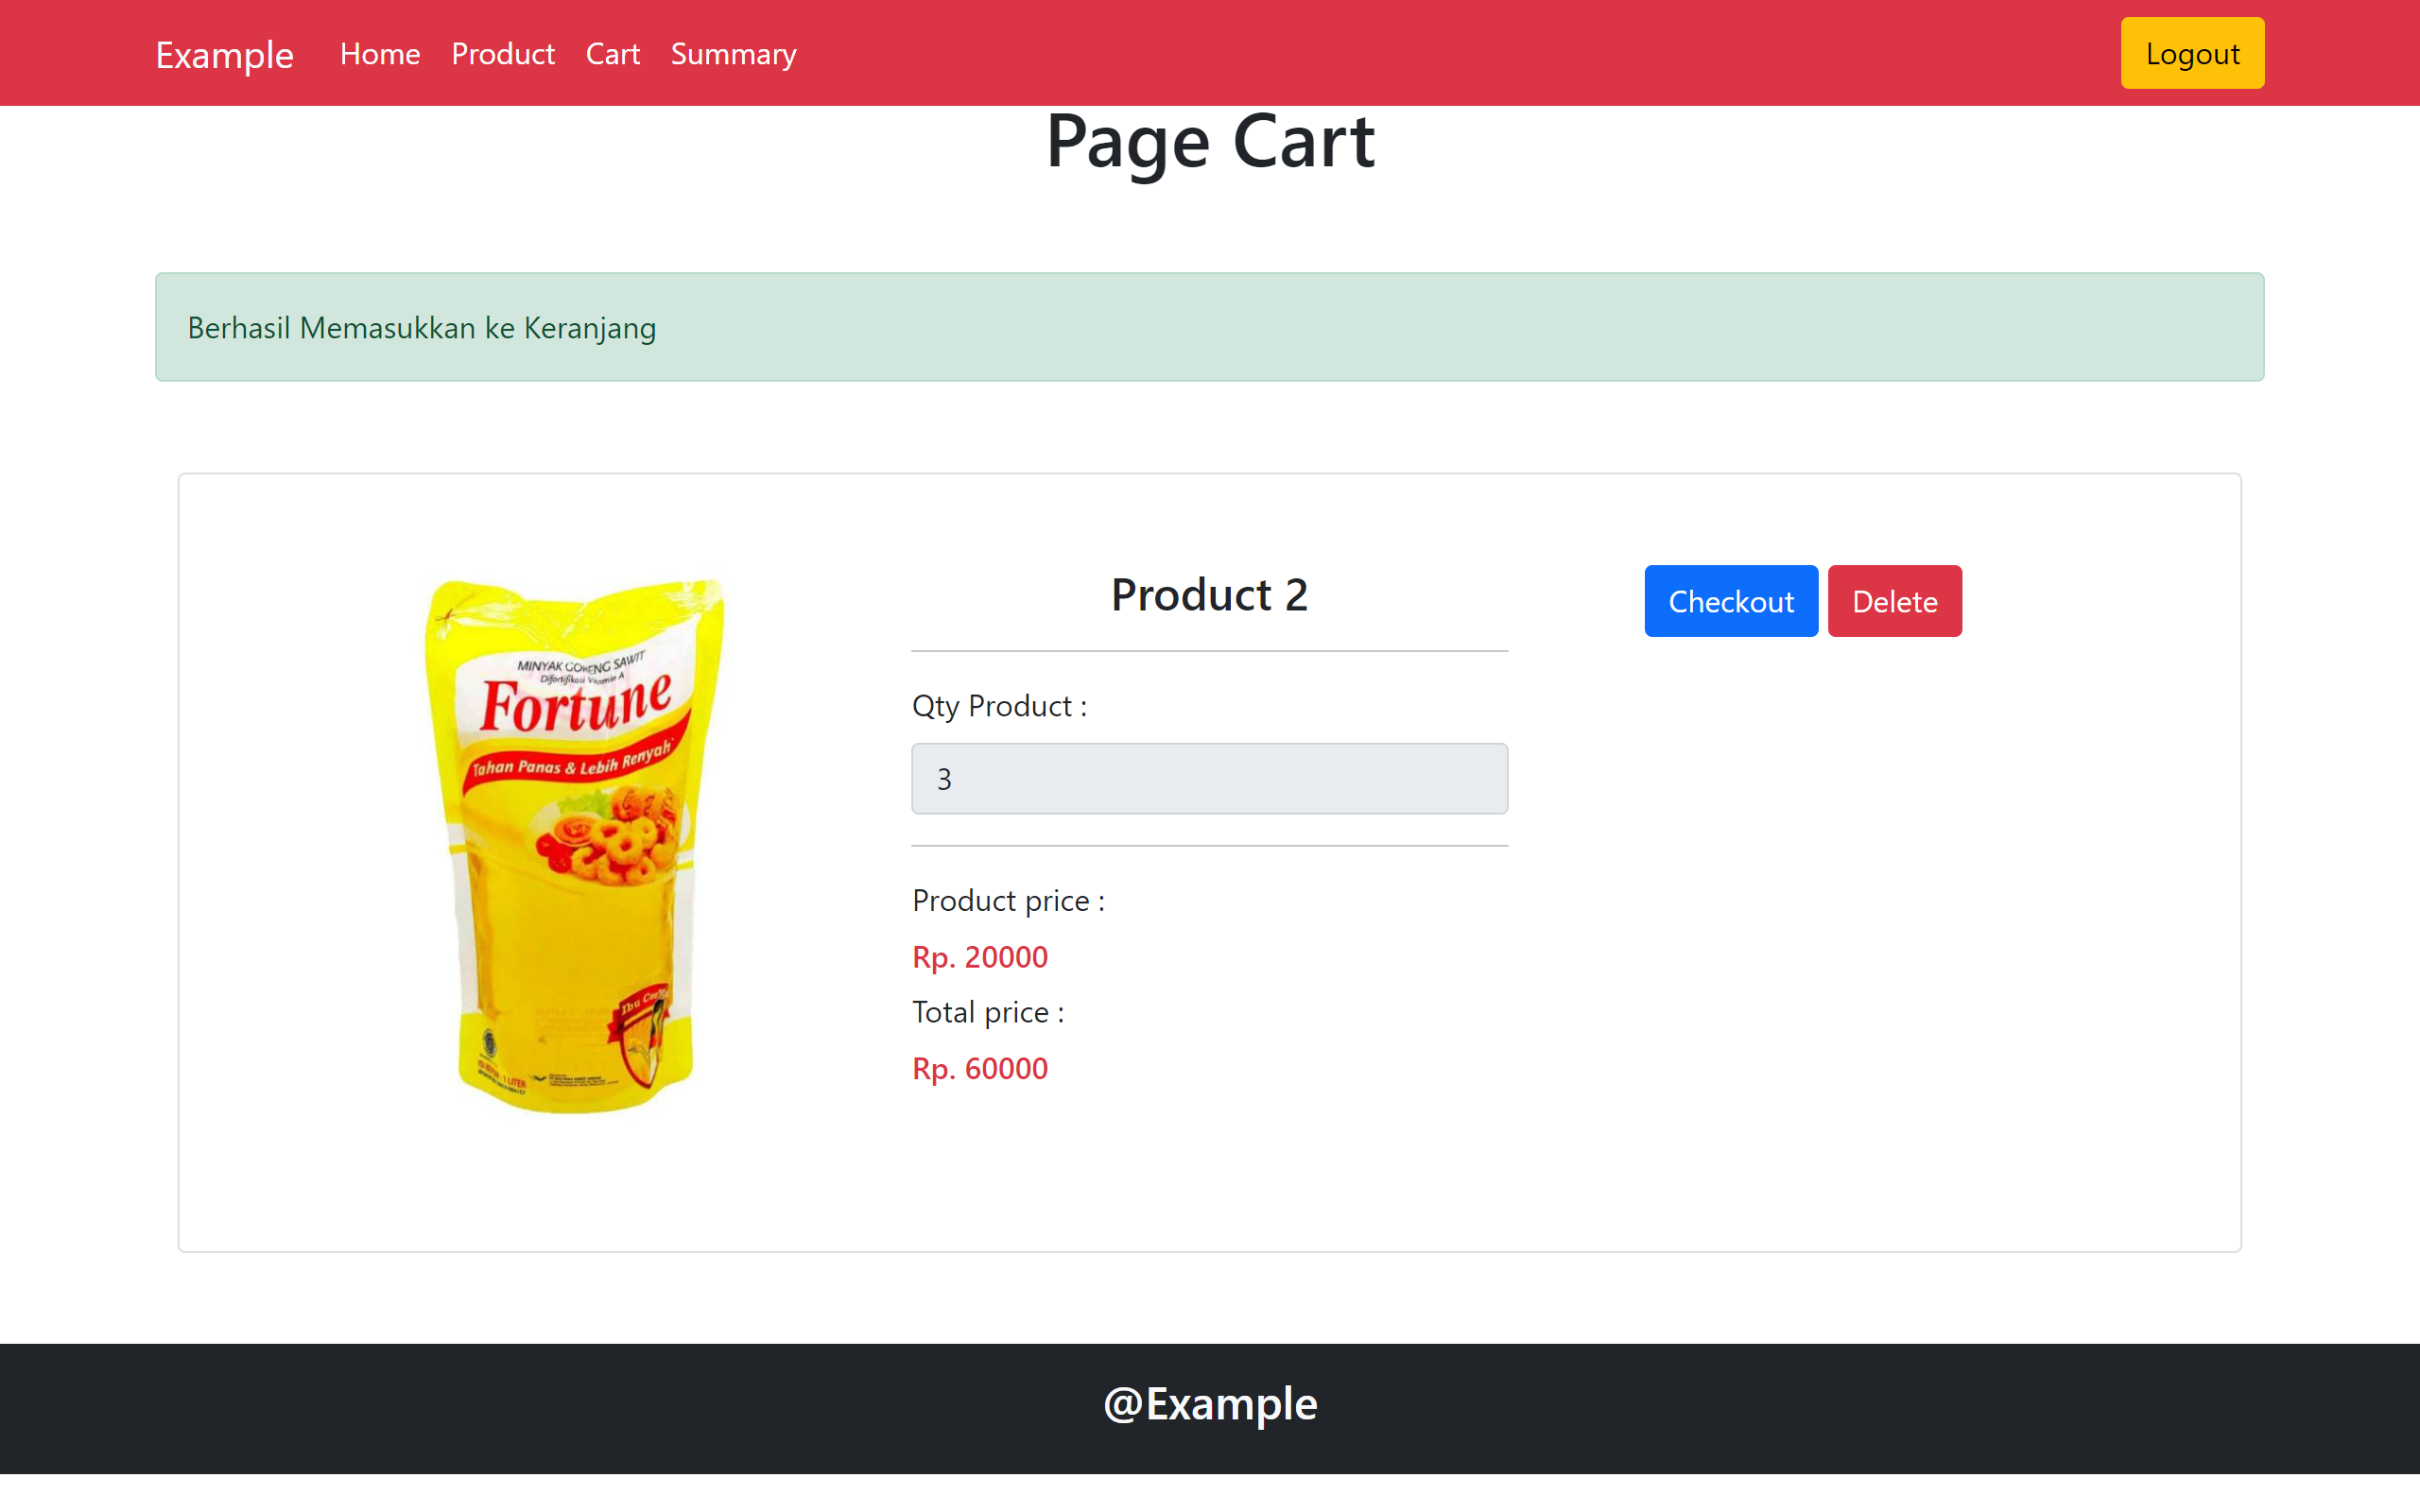 Example Home Product Cart Summary Logout
Page Cart
Berhasil Memasukkan ke Keranjang
MINYAK GORENG SAWIT
Difortifikasi Vitamin A
Fortune
Tahan Panas & Lebih Renyah
1 LITER
Product 2
Qty Product :
3
Product price :
Rp. 20000
Total price :
Rp. 60000
Checkout Delete
@Example